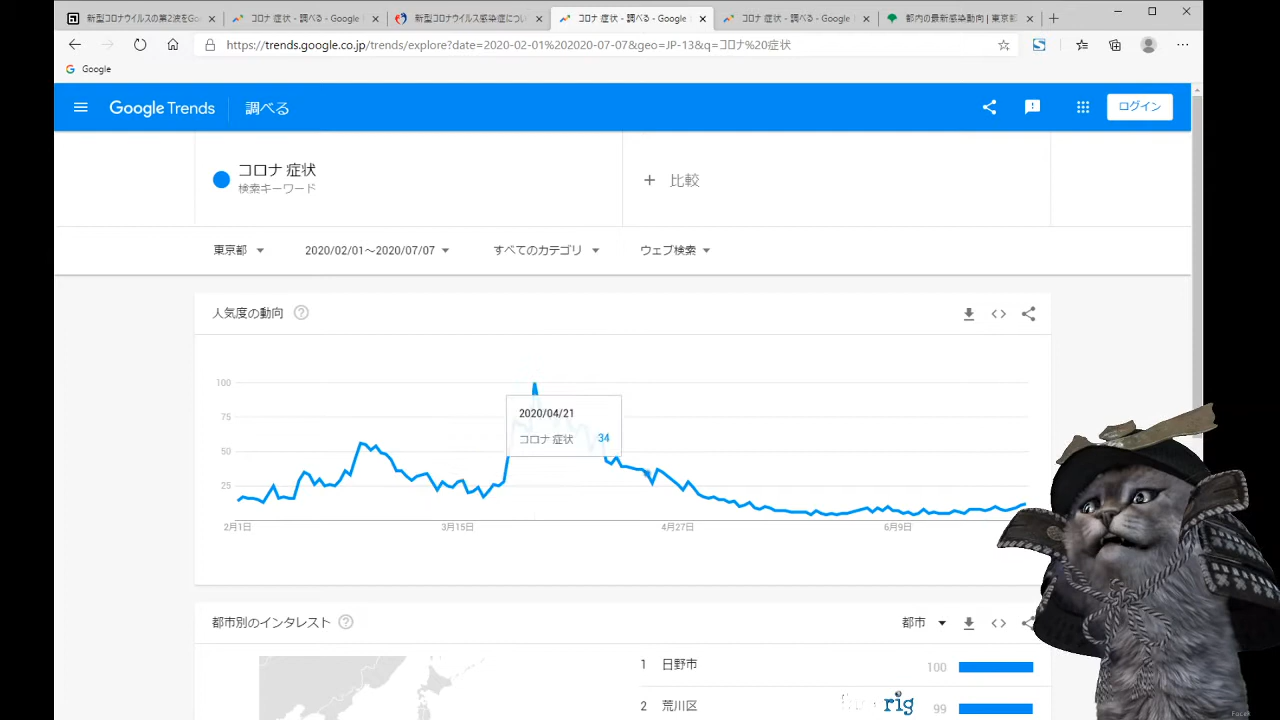 新型コロナウイルスの第2波をGo
コロナ 症状 - 調べる - Google
新型コロナウイルス感染症につい
コロナ 症状 - 調べる - Google
コロナ 症状 - 調べる - Google
都内の最新感染動向 | 東京都
https://trends.google.co.jp/trends/explore?date=2020-02-01%202020-07-07&geo=JP-13&q=コロナ%20症状
Google
Google Trends 調べる
ログイン
コロナ 症状
検索キーワード
+ 比較
東京都
2020/02/01～2020/07/07
すべてのカテゴリ
ウェブ検索
人気度の動向
100
75
50
25
2020/04/21
コロナ 症状 34
2月1日
3月15日
4月27日
6月9日
都市別のインタレスト
都市
1 日野市 100
2 荒川区 99
rig